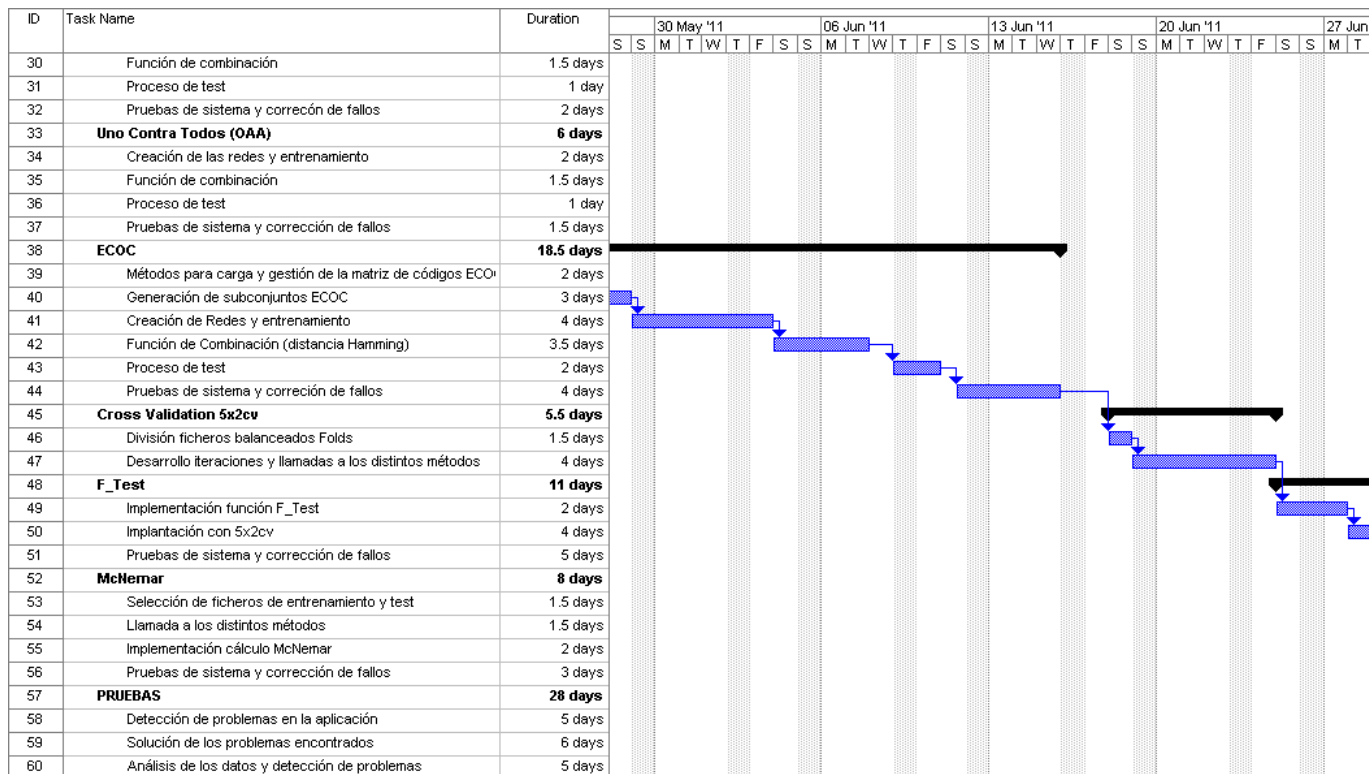 ID Task Name Duration 30 May '11 06 Jun '11 13 Jun '11 20 Jun '11 27 Jun
S S M T W T F S S M T W T F S S M T W T F S S M T W T F S S M T
30 Función de combinación 1.5 days
31 Proceso de test 1 day
32 Pruebas de sistema y correcón de fallos 2 days
33 Uno Contra Todos (OAA) 6 days
34 Creación de las redes y entrenamiento 2 days
35 Función de combinación 1.5 days
36 Proceso de test 1 day
37 Pruebas de sistema y corrección de fallos 1.5 days
38 ECOC 18.5 days
39 Métodos para carga y gestión de la matriz de códigos ECO 2 days
40 Generación de subconjuntos ECOC 3 days
41 Creación de Redes y entrenamiento 4 days
42 Función de Combinación (distancia Hamming) 3.5 days
43 Proceso de test 2 days
44 Pruebas de sistema y correción de fallos 4 days
45 Cross Validation 5x2cv 5.5 days
46 División ficheros balanceados Folds 1.5 days
47 Desarrollo iteraciones y llamadas a los distintos métodos 4 days
48 F_Test 11 days
49 Implementación función F_Test 2 days
50 Implantación con 5x2cv 4 days
51 Pruebas de sistema y corrección de fallos 5 days
52 McNemar 8 days
53 Selección de ficheros de entrenamiento y test 1.5 days
54 Llamada a los distintos métodos 1.5 days
55 Implementación cálculo McNemar 2 days
56 Pruebas de sistema y corrección de fallos 3 days
57 PRUEBAS 28 days
58 Detección de problemas en la aplicación 5 days
59 Solución de los problemas encontrados 6 days
60 Análisis de los datos y detección de problemas 5 days